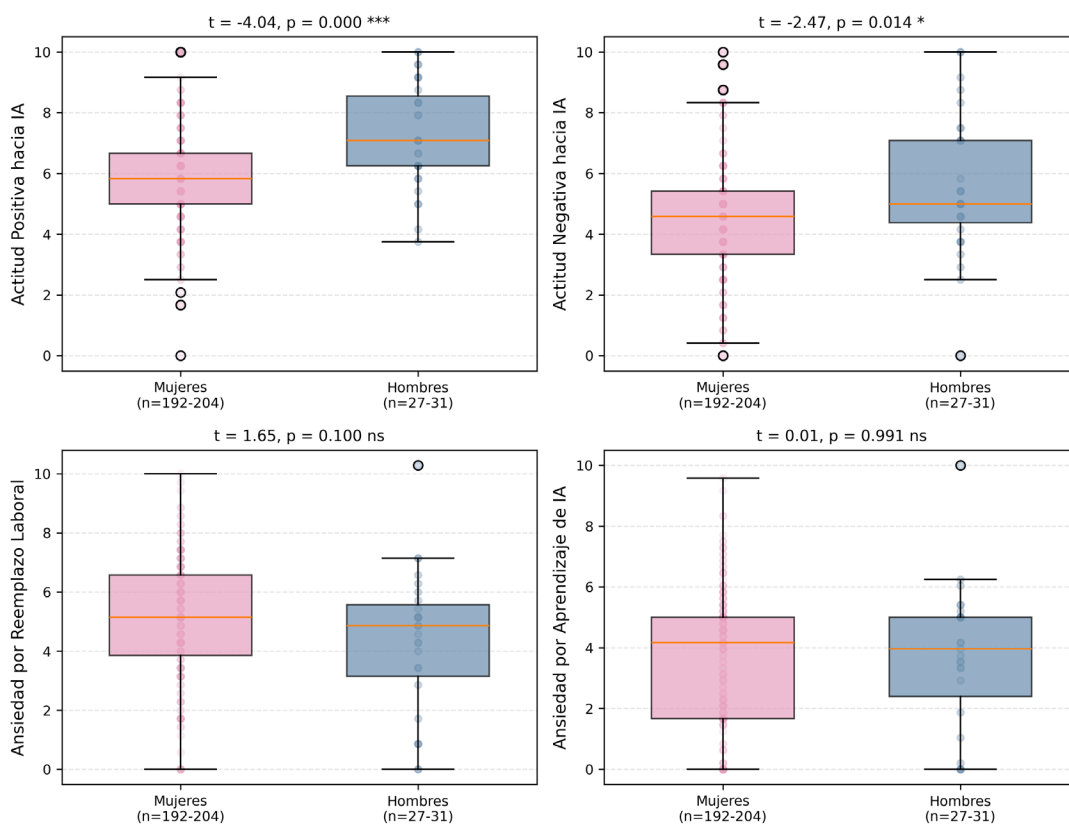 t = -4.04, p = 0.000 ***
Actitud Positiva hacia IA
10
8
6
4
2
0
Mujeres
(n=192-204)
Hombres
(n=27-31)
t = -2.47, p = 0.014 *
Actitud Negativa hacia IA
10
8
6
4
2
0
Mujeres
(n=192-204)
Hombres
(n=27-31)
t = 1.65, p = 0.100 ns
Ansiedad por Reemplazo Laboral
10
8
6
4
2
0
Mujeres
(n=192-204)
Hombres
(n=27-31)
t = 0.01, p = 0.991 ns
Ansiedad por Aprendizaje de IA
10
8
6
4
2
0
Mujeres
(n=192-204)
Hombres
(n=27-31)